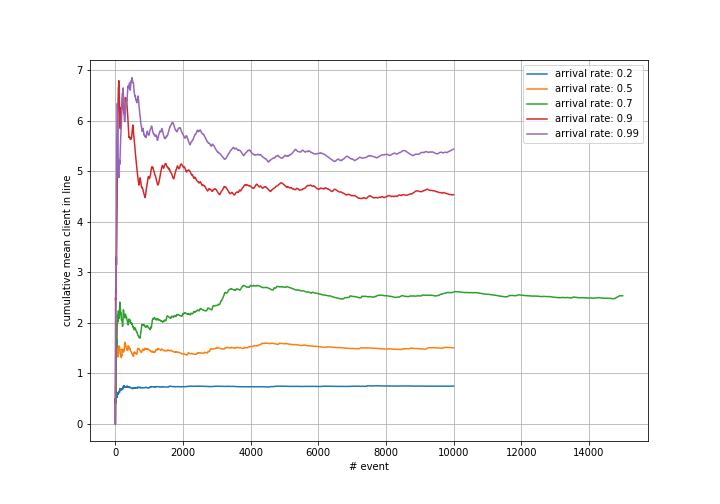 7
6
5
4
3
2
1
0
cumulative mean client in line
0
2000
4000
6000
8000
10000
12000
14000
# event
arrival rate: 0.2
arrival rate: 0.5
arrival rate: 0.7
arrival rate: 0.9
arrival rate: 0.99